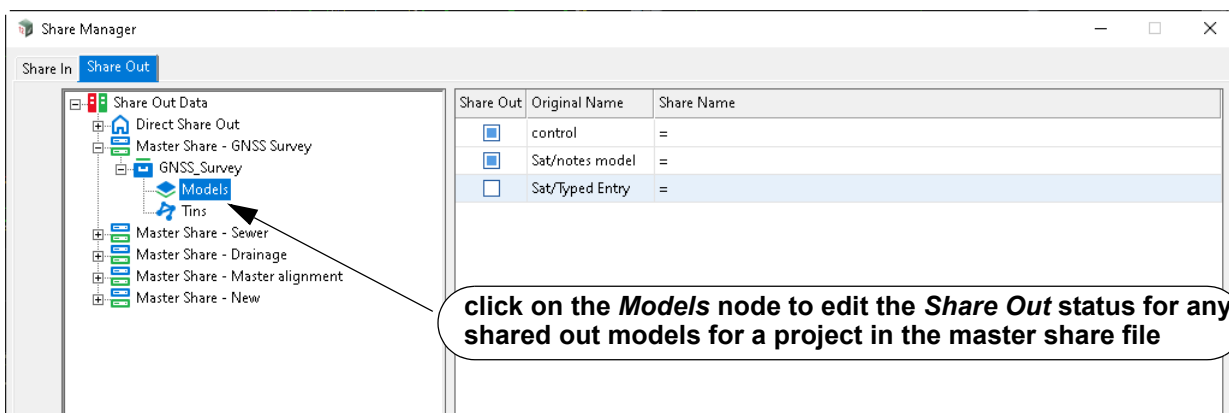 Share Manager
Share In Share Out
Share Out Data
Direct Share Out
Master Share - GNSS Survey
GNSS_Survey
Models
Tins
Master Share - Sewer
Master Share - Drainage
Master Share - Master alignment
Master Share - New
Share Out Original Name Share Name
control =
Sat/notes model =
Sat/Typed Entry =
click on the Models node to edit the Share Out status for any
shared out models for a project in the master share file